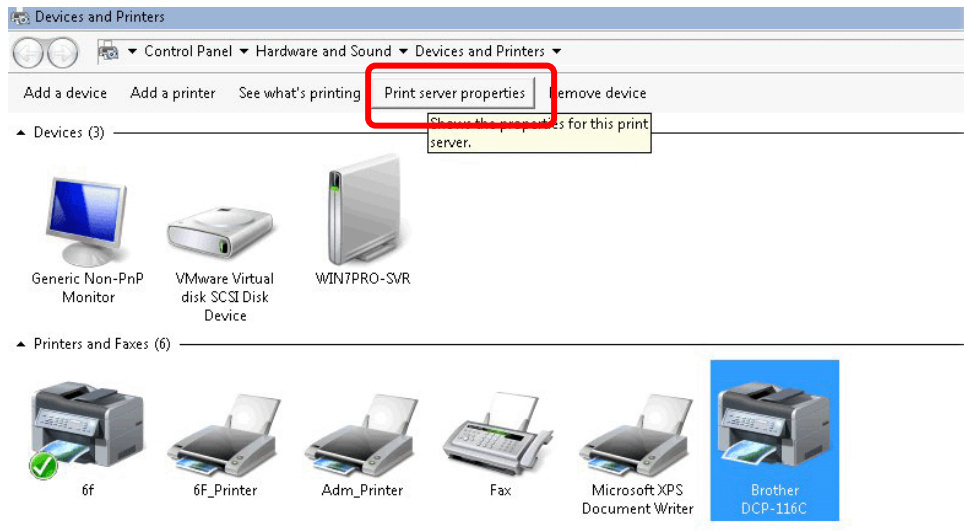 Devices and Printers
Control Panel ▾ Hardware and Sound ▾ Devices and Printers ▾
Add a device Add a printer See what's printing Print server properties Remove device
Shows the properties for this print
server.
Devices (3)
Generic Non-PnP
Monitor
VMware Virtual
disk SCSI Disk
Device
WIN7PRO-SVR
Printers and Faxes (6)
6f
6F_Printer
Adm_Printer
Fax
Microsoft XPS
Document Writer
Brother
DCP-116C